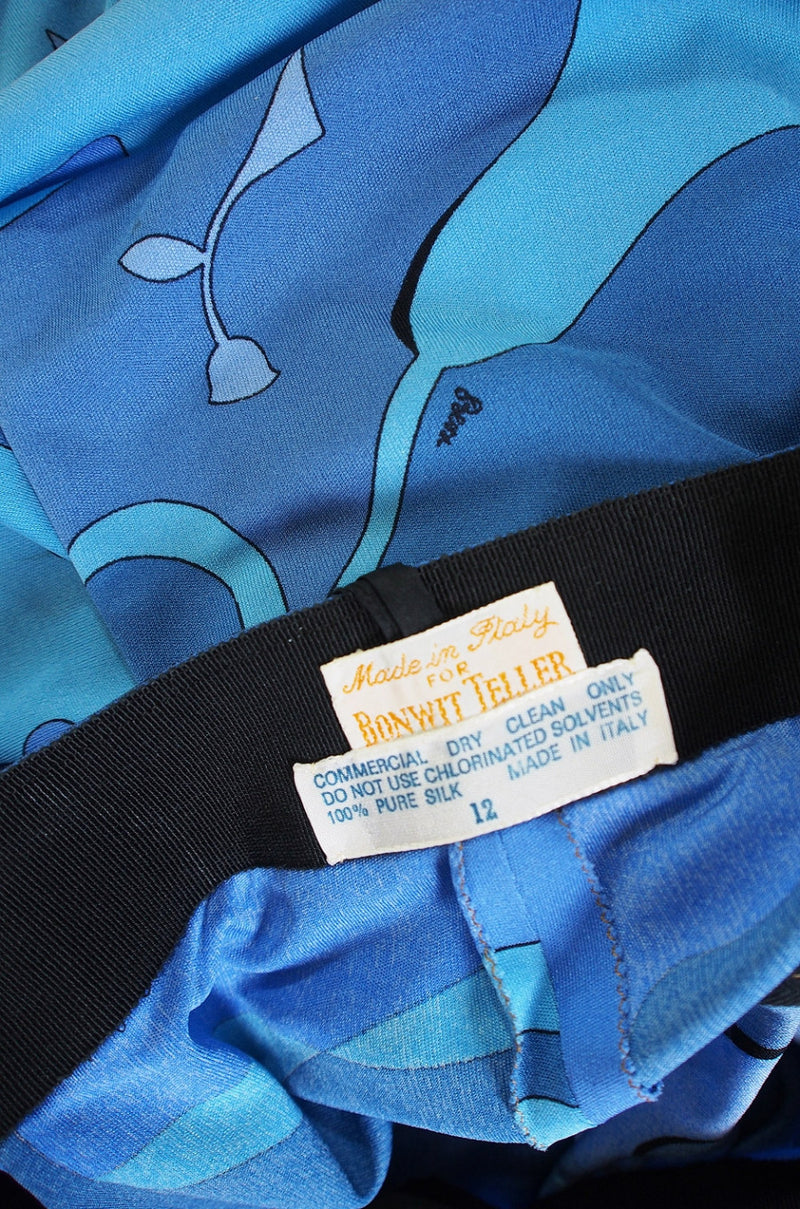 Made in Italy
FOR
BONWIT TELLER
COMMERCIAL DRY CLEAN ONLY
DO NOT USE CHLORINATED SOLVENTS
100% PURE SILK MADE IN ITALY
12